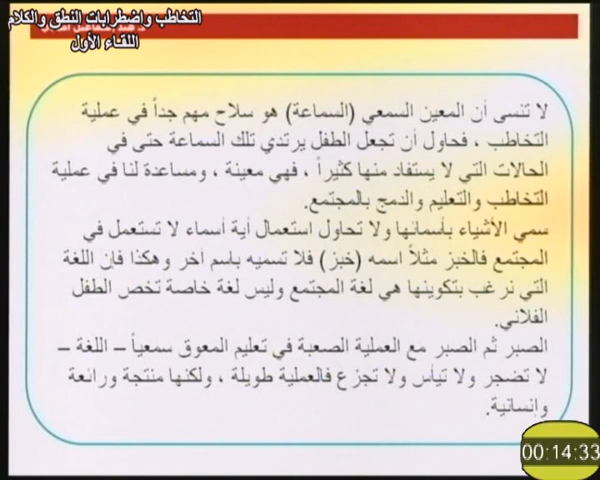 التخاطب واضطرابات النطق والكلام
اللقاء الأول
لا تنسى أن المعين السمعي (السماعة) هو سلاح مهم جداً في عملية
التخاطب ، فحاول أن تجعل الطفل يرتدي تلك السماعة حتى في
الحالات التي لا يستفاد منها كثيراً ، فهي معينة ، ومساعدة لنا في عملية
التخاطب والتعليم والدمج بالمجتمع.
سمي الأشياء بأسمائها ولا تحاول استعمال أية أسماء لا تستعمل في
المجتمع فالخبز مثلاً اسمه (خبز) فلا تسميه باسم آخر وهكذا فإن اللغة
التي نرغب بتكوينها هي لغة المجتمع وليس لغة خاصة تخص الطفل
الفلاني.
الصبر ثم الصبر مع العملية الصعبة في تعليم المعوق سمعياً – اللغة –
لا تضجر ولا تيأس ولا تجزع فالعملية طويلة ، ولكنها منتجة ورائعة
وإنسانية.
00:14:33